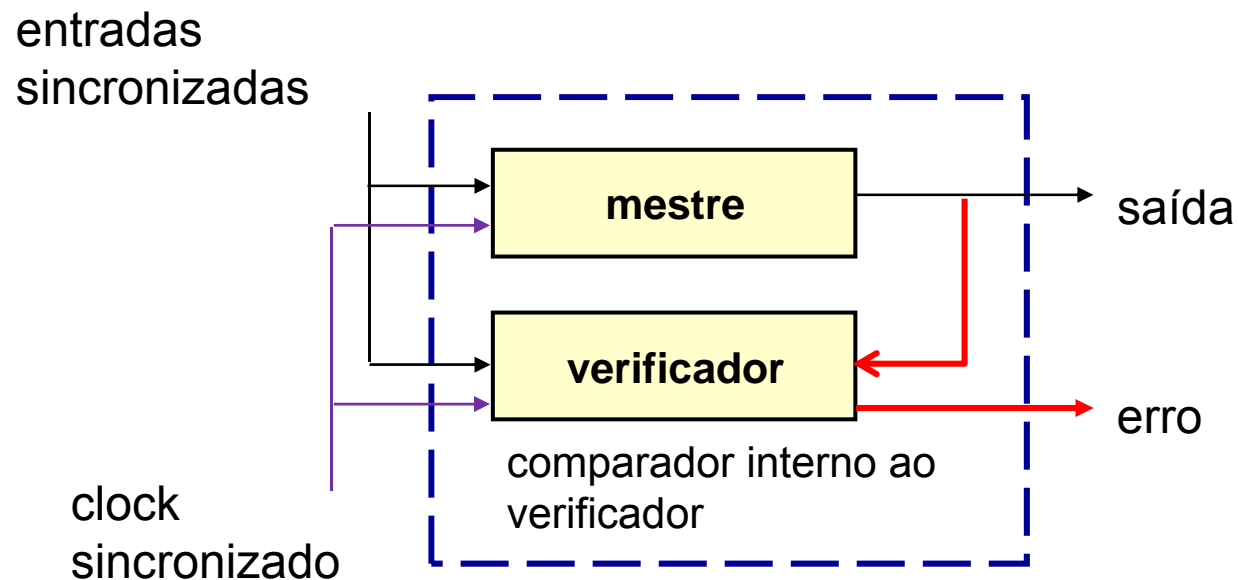 entradas
sincronizadas
mestre
saída
verificador
erro
comparador interno ao
verificador
clock
sincronizado